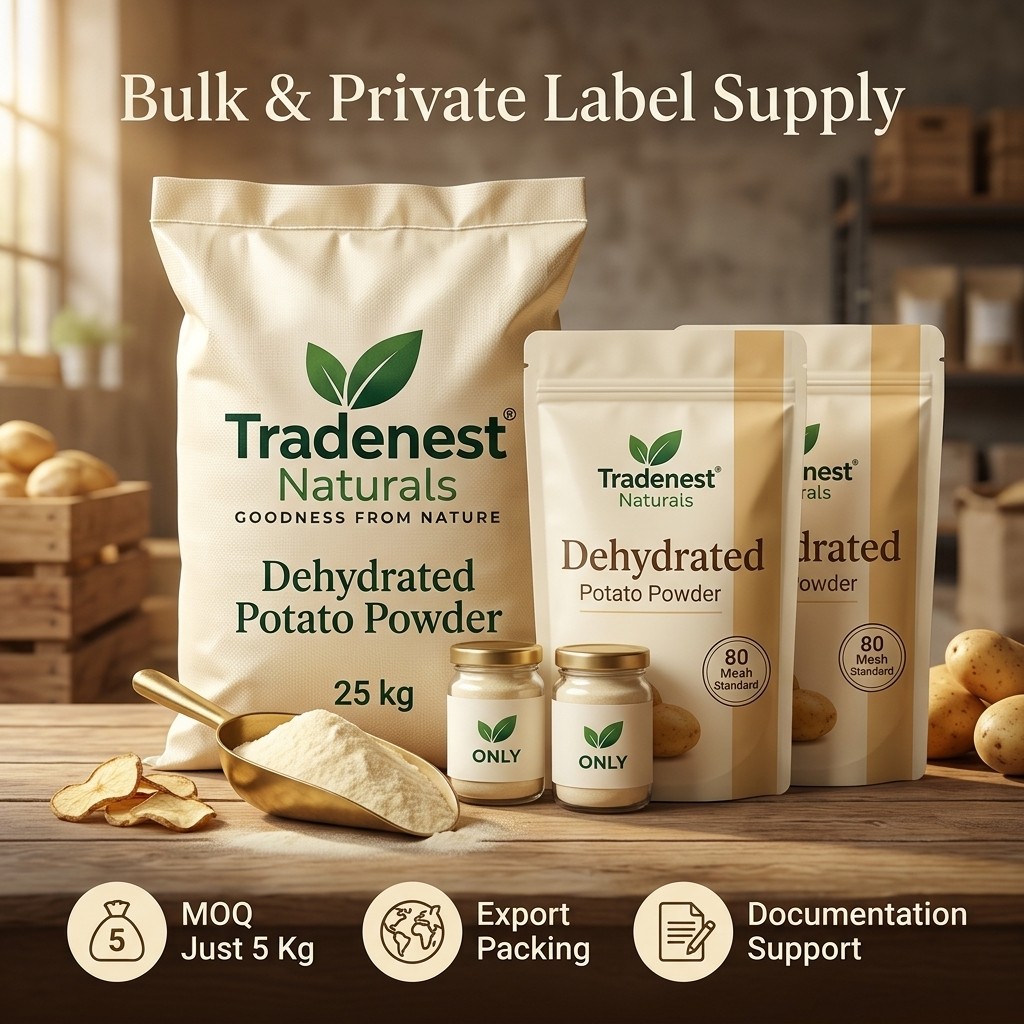 Bulk & Private Label Supply
Tradenest®
Naturals
GOODNESS FROM NATURE
Dehydrated
Potato Powder
25 kg
Tradenest®
Naturals
Dehydrated
Potato Powder
80
Meah
Standard
nest®
rals
drated
owder
80
Mesh
Standard
ONLY
ONLY
5
MOQ
Just 5 Kg
Export
Packing
Documentation
Support